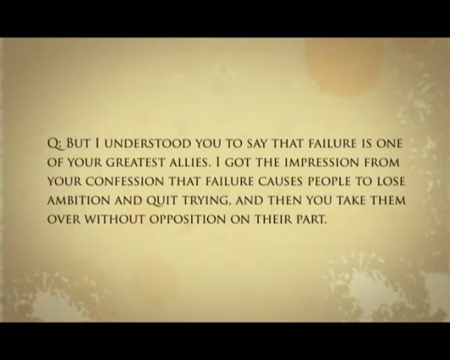 Q: But I understood you to say that failure is one
of your greatest allies. I got the impression from
your confession that failure causes people to lose
ambition and quit trying, and then you take them
over without opposition on their part.